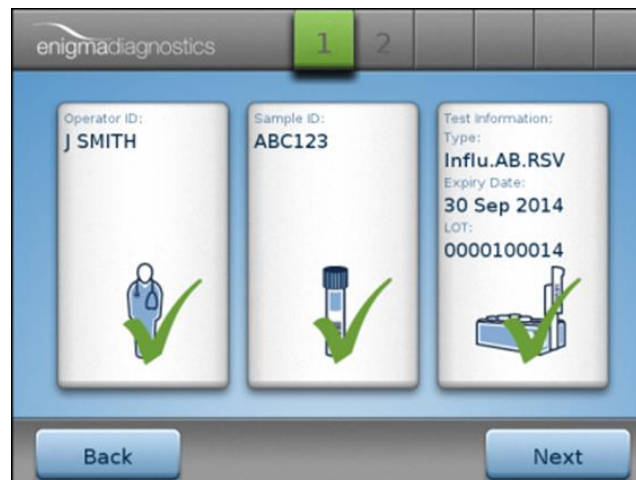 enigmadiagnostics
1
2
Operator ID:
J SMITH
Sample ID:
ABC123
Test Information:
Type:
Influ.AB.RSV
Expiry Date:
30 Sep 2014
LOT:
0000100014
Back
Next